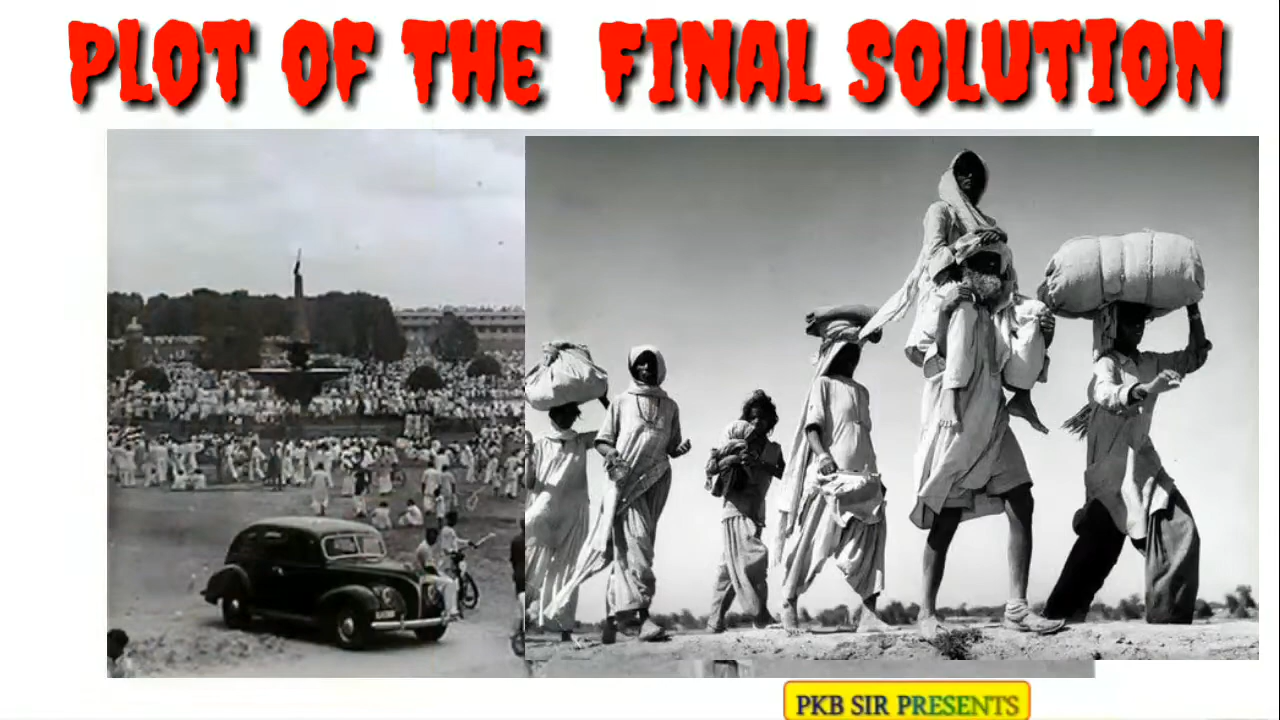 PLOT OF THE FINAL SOLUTION
PKB SIR PRESENTS